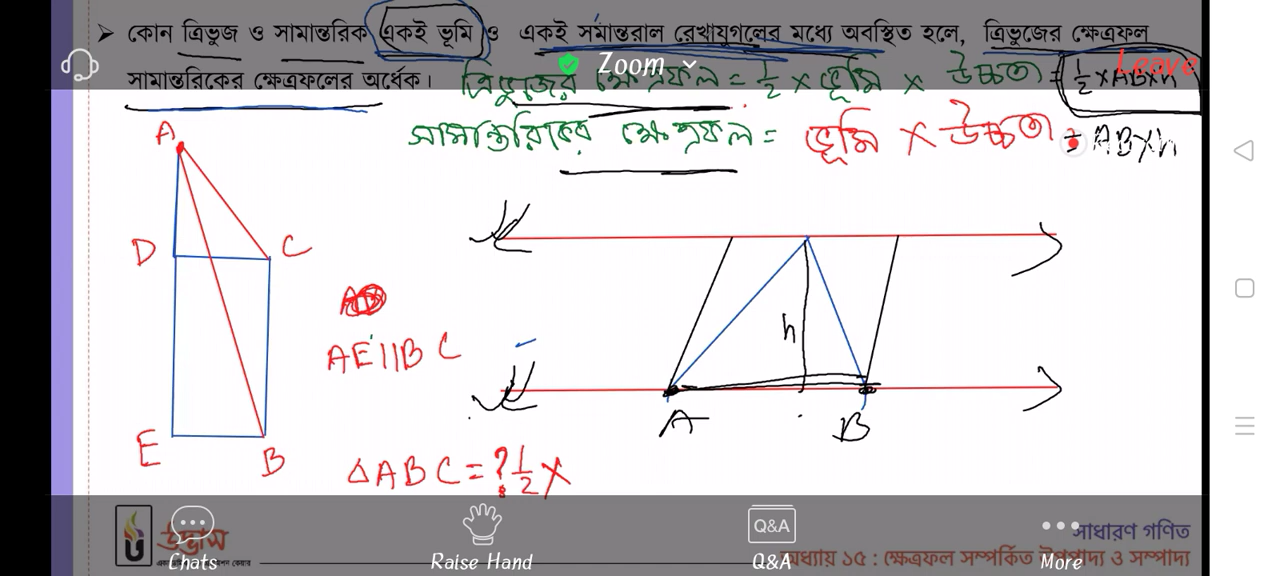 ➤ কোন ত্রিভুজ ও সামান্তরিক একই ভূমি ও একই সমান্তরাল রেখাযুগলের মধ্যে অবস্থিত হলে, ত্রিভুজের ক্ষেত্রফল
সামান্তরিকের ক্ষেত্রফলের অর্ধেক।
Zoom
Leave
ত্রিভুজের ক্ষেত্রফল = 1/2 × ভূমি × উচ্চতা = 1/2 × AB×h
সামান্তরিকের ক্ষেত্রফল = ভূমি × উচ্চতা = AB×h
A
D
C
h
AE||BC
A
B
E
B
ΔABC = ? 1/2 ×
উদ্ভাস
Chats
Raise Hand
Q&A
Q&A
More
সাধারণ গণিত
অধ্যায় ১৫ : ক্ষেত্রফল সম্পর্কিত উপপাদ্য ও সম্পাদ্য